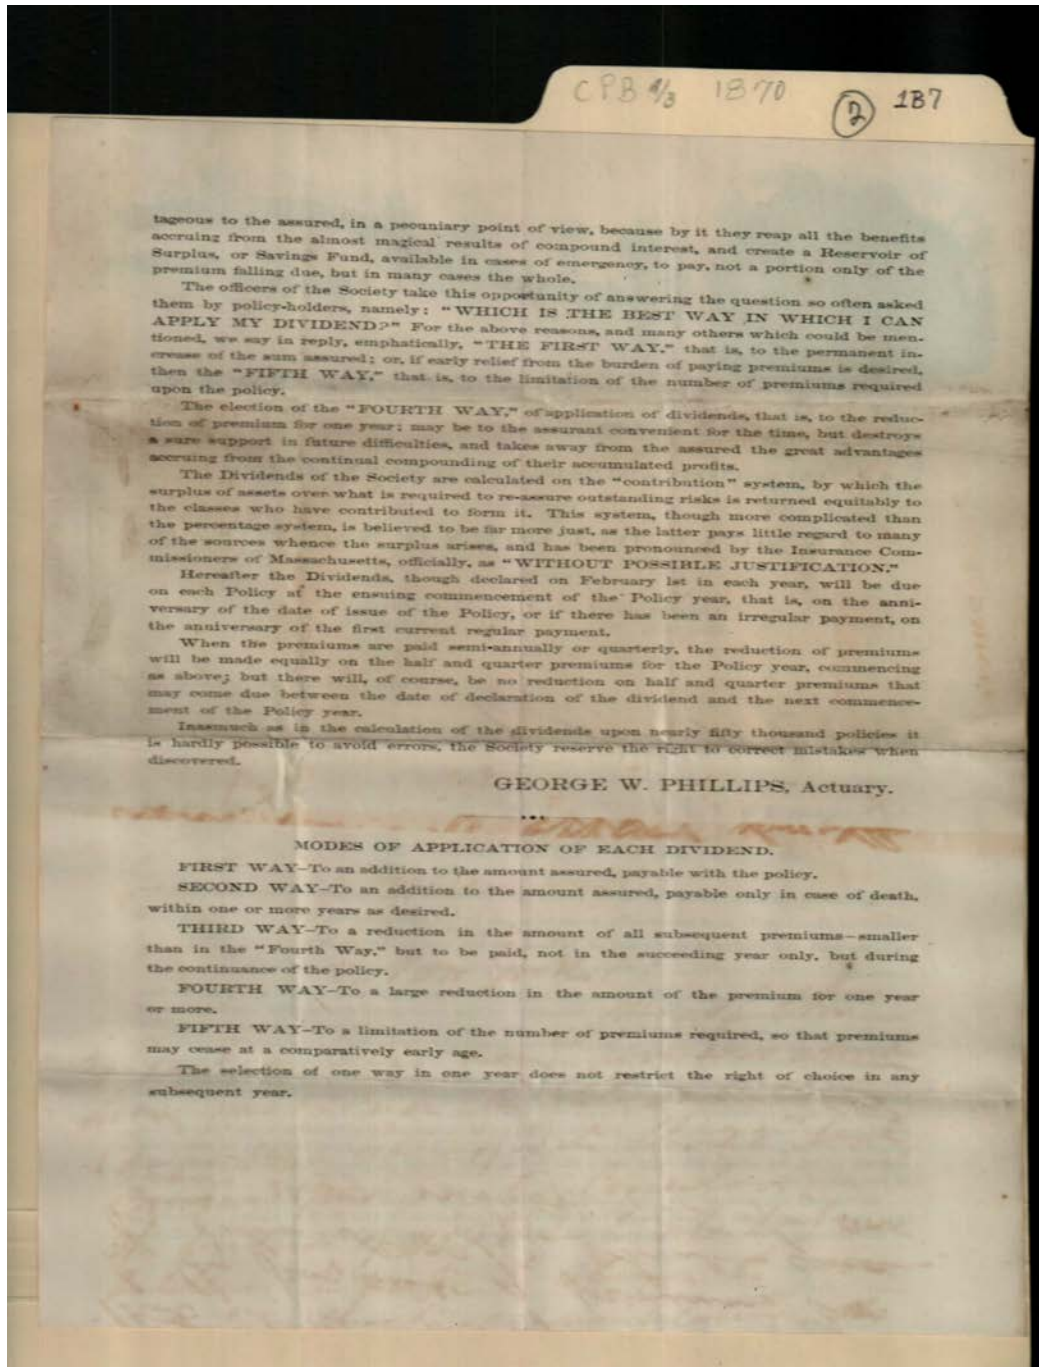 CPB 4/3 1870
2 1B7
tageous to the assured, in a pecuniary point of view, because by it they reap all the benefits
accruing from the almost magical results of compound interest, and create a Reservoir of
Surplus, or Savings Fund, available in cases of emergency, to pay, not a portion only of the
premium falling due, but in many cases the whole.
The officers of the Society take this opportunity of answering the question so often asked
them by policy-holders, namely: "WHICH IS THE BEST WAY IN WHICH I CAN
APPLY MY DIVIDEND?" For the above reasons, and many others which could be men-
tioned, we say in reply, emphatically, "THE FIRST WAY," that is, to the permanent in-
crease of the sum assured; or, if early relief from the burden of paying premiums is desired,
then the "FIFTH WAY," that is, to the limitation of the number of premiums required
upon the policy.
The election of the "FOURTH WAY," of application of dividends, that is, to the reduc-
tion of premium for one year; may be to the assurant convenient for the time, but destroys
a sure support in future difficulties, and takes away from the assured the great advantages
accruing from the continual compounding of their accumulated profits.
The Dividends of the Society are calculated on the "contribution" system, by which the
surplus of assets over what is required to re-assure outstanding risks is returned equitably to
the classes who have contributed to form it. This system, though more complicated than
the percentage system, is believed to be far more just, as the latter pays little regard to many
of the sources whence the surplus arises, and has been pronounced by the Insurance Com-
missioners of Massachusetts, officially, as "WITHOUT POSSIBLE JUSTIFICATION."
Hereafter the Dividends, though declared on February 1st in each year, will be due
on each Policy at the ensuing commencement of the Policy year, that is, on the anni-
versary of the date of issue of the Policy, or if there has been an irregular payment, on
the anniversary of the first current regular payment.
When the premiums are paid semi-annually or quarterly, the reduction of premiums
will be made equally on the half and quarter premiums for the Policy year, commencing
as above; but there will, of course, be no reduction on half and quarter premiums that
may come due between the date of declaration of the dividend and the next commence-
ment of the Policy year.
Inasmuch as in the calculation of the dividends upon nearly fifty thousand policies it
is hardly possible to avoid errors, the Society reserve the right to correct mistakes when
discovered.
GEORGE W. PHILLIPS, Actuary.
MODES OF APPLICATION OF EACH DIVIDEND.
FIRST WAY–To an addition to the amount assured, payable with the policy.
SECOND WAY–To an addition to the amount assured, payable only in case of death,
within one or more years as desired.
THIRD WAY–To a reduction in the amount of all subsequent premiums–smaller
than in the "Fourth Way," but to be paid, not in the succeeding year only, but during
the continuance of the policy.
FOURTH WAY–To a large reduction in the amount of the premium for one year
or more.
FIFTH WAY–To a limitation of the number of premiums required, so that premiums
may cease at a comparatively early age.
The selection of one way in one year does not restrict the right of choice in any
subsequent year.